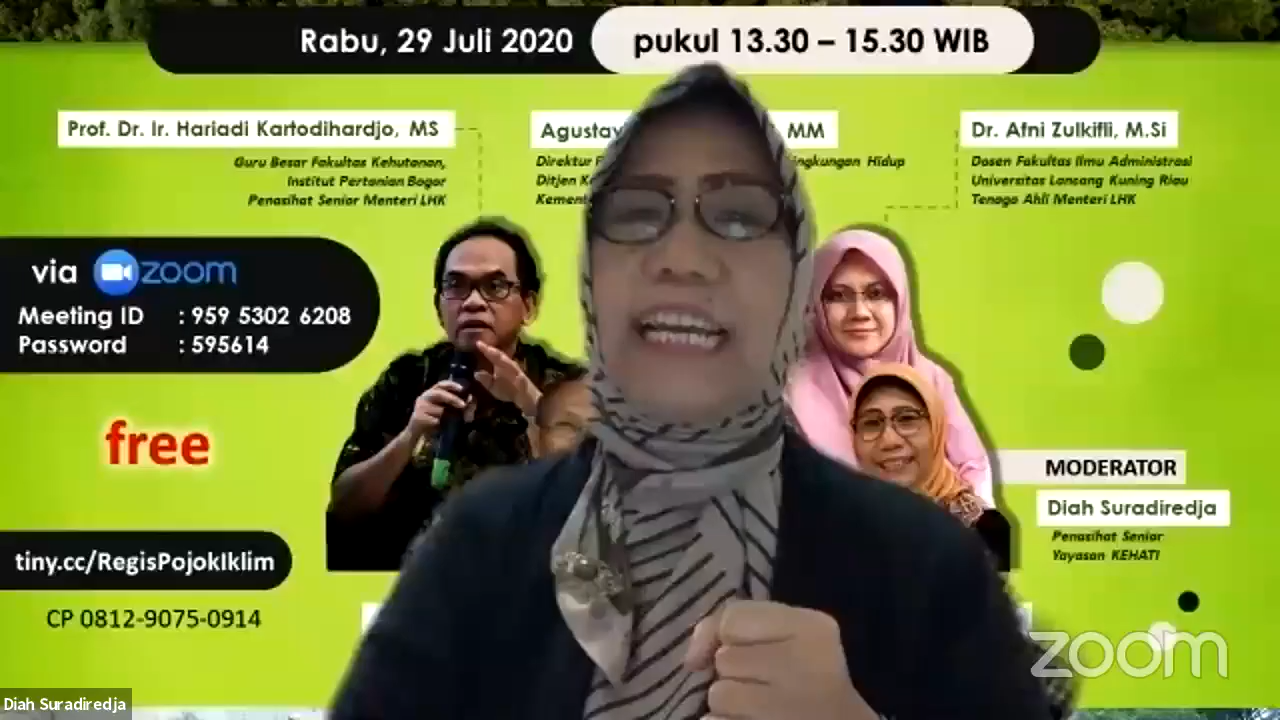 Rabu, 29 Juli 2020
pukul 13.30 – 15.30 WIB
Prof. Dr. Ir. Hariadi Kartodihardjo, MS
Guru Besar Fakultas Kehutanan,
Institut Pertanian Bogor
Penasihat Senior Menteri LHK
MM
Direktur
Lingkungan Hidup
Ditjen
Dr. Afni Zulkifli, M.Si
Dosen Fakultas Ilmu Administrasi
Universitas Lancang Kuning Riau
Tenaga Ahli Menteri LHK
via zoom
Meeting ID : 959 5302 6208
Password : 595614
free
tiny.cc/RegisPojokIklim
CP 0812-9075-0914
MODERATOR
Diah Suradiredja
Penasihat Senior
Yayasan KEHATI
zoom
Diah Suradiredja